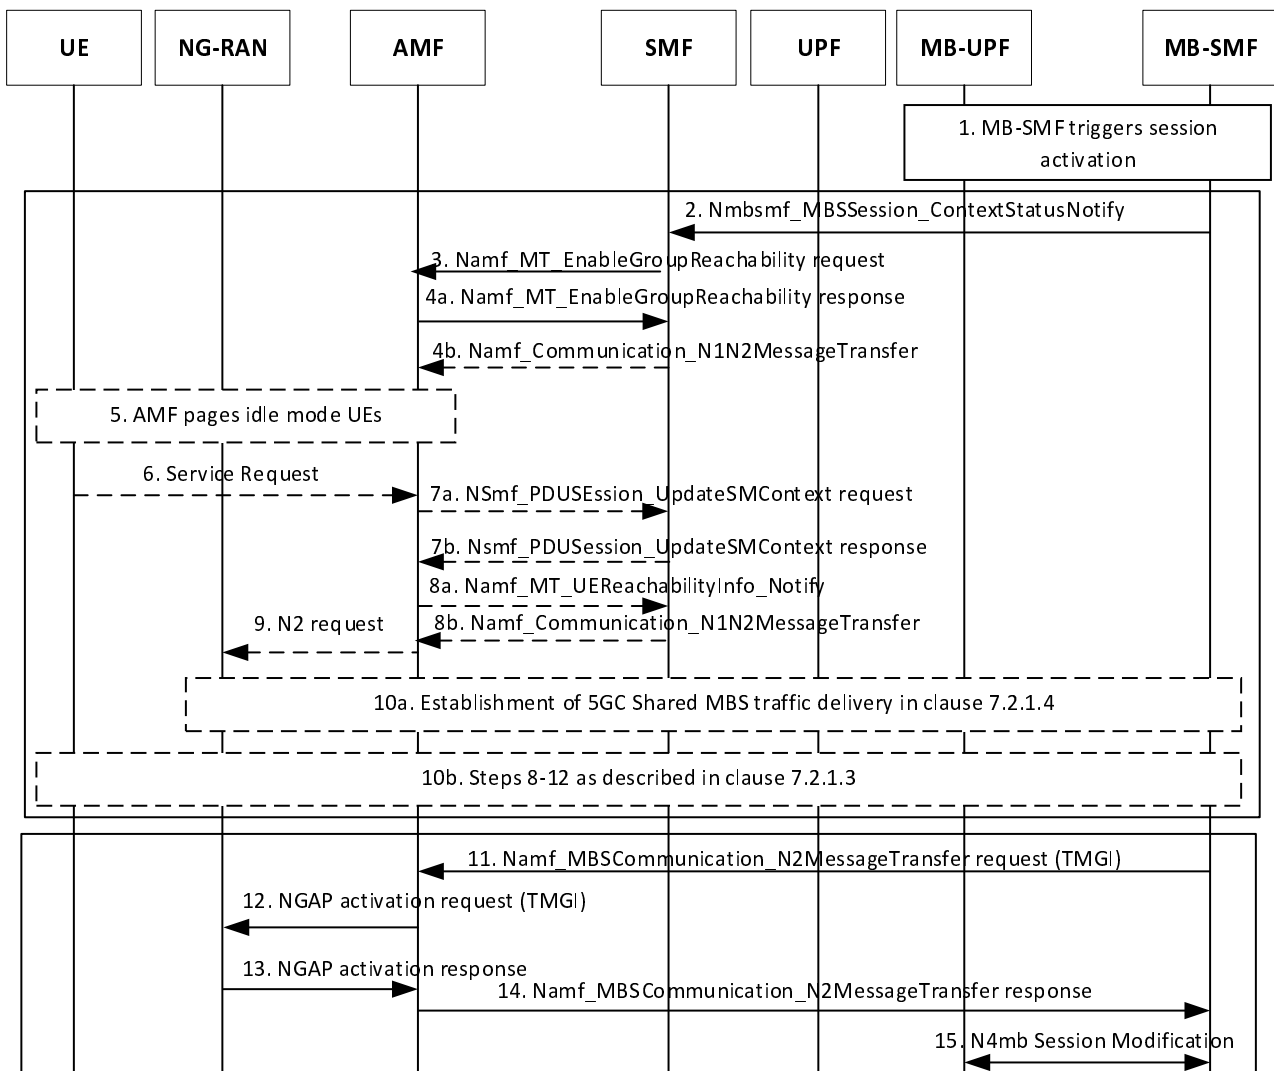 UE NG-RAN AMF SMF UPF MB-UPF MB-SMF
1. MB-SMF triggers session
activation
2. Nmbsmf_MBSSession_ContextStatusNotify
3. Namf_MT_EnableGroupReachability request
4a. Namf_MT_EnableGroupReachability response
4b. Namf_Communication_N1N2MessageTransfer
5. AMF pages idle mode UEs
6. Service Request
7a. NSmf_PDUSEssion_UpdateSMContext request
7b. Nsmf_PDUSession_UpdateSMContext response
8a. Namf_MT_UEReachabilityInfo_Notify
8b. Namf_Communication_N1N2MessageTransfer
9. N2 request
10a. Establishment of 5GC Shared MBS traffic delivery in clause 7.2.1.4
10b. Steps 8-12 as described in clause 7.2.1.3
11. Namf_MBSCommunication_N2MessageTransfer request (TMGI)
12. NGAP activation request (TMGI)
13. NGAP activation response
14. Namf_MBSCommunication_N2MessageTransfer response
15. N4mb Session Modification